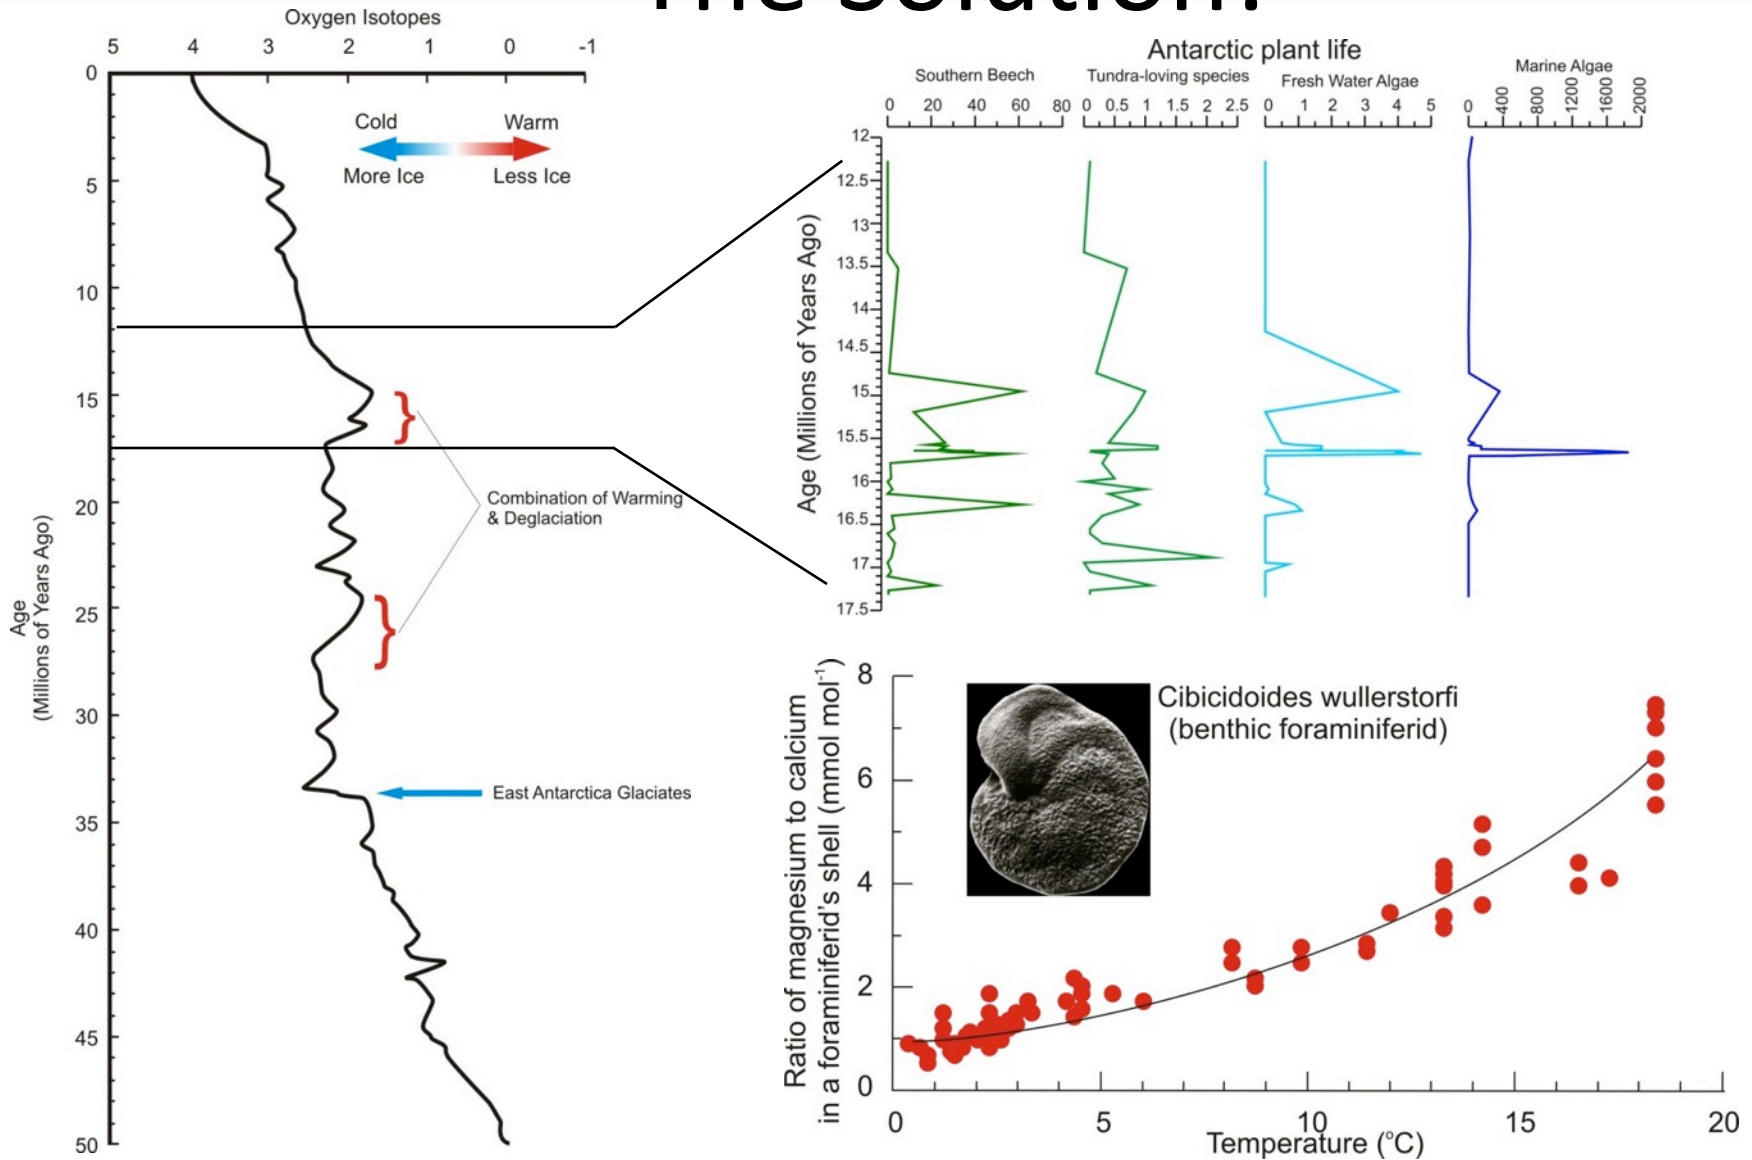 The Solution!
Oxygen Isotopes
5 4 3 2 1 0 -1
0
5
10
15
20
25
30
35
40
45
50
Age
(Millions of Years Ago)
Cold Warm
More Ice Less Ice
Combination of Warming
& Deglaciation
East Antarctica Glaciates
Antarctic plant life
Southern Beech
0 20 40 60 80
Tundra-loving species
0 0.5 1 1.5 2 2.5
Fresh Water Algae
0 1 2 3 4 5
Marine Algae
0 400 800 1200 1600 2000
Age (Millions of Years Ago)
12
12.5
13
13.5
14
14.5
15
15.5
16
16.5
17
17.5
Ratio of magnesium to calcium
in a foraminiferid's shell (mmol mol⁻¹)
8
6
4
2
0
Cibicidoides wullerstorfi
(benthic foraminiferid)
0 5 10 15 20
Temperature (°C)